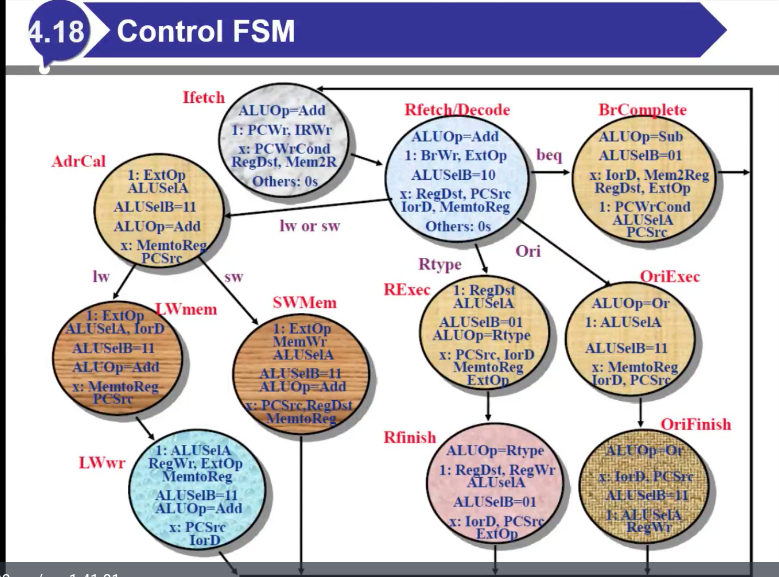 4.18
Control FSM
Ifetch
ALUOp=Add
1: PCWr, IRWr
x: PCWrCond
RegDst, Mem2R
Others: 0s
Rfetch/Decode
ALUOp=Add
1: BrWr, ExtOp
ALUSelB=10
x: RegDst, PCSrc
IorD, MemtoReg
Others: 0s
beq
BrComplete
ALUOp=Sub
ALUSelB=01
x: IorD, Mem2Reg
RegDst, ExtOp
1: PCWrCond
ALUSelA
PCSrc
AdrCal
1: ExtOp
ALUSelA
ALUSelB=11
ALUOp=Add
x: MemtoReg
PCSrc
lw or sw
Rtype
Ori
lw
sw
LWmem
1: ExtOp
ALUSelA, IorD
ALUSelB=11
ALUOp=Add
x: MemtoReg
PCSrc
SWMem
1: ExtOp
MemWr
ALUSelA
ALUSelB=11
ALUOp=Add
x: PCSrc,RegDst
MemtoReg
RExec
1: RegDst
ALUSelA
ALUSelB=01
ALUOp=Rtype
x: PCSrc, IorD
MemtoReg
ExtOp
OriExec
ALUOp=Or
1: ALUSelA
ALUSelB=11
x: MemtoReg
IorD, PCSrc
LWwr
1: ALUSelA
RegWr, ExtOp
MemtoReg
ALUSelB=11
ALUOp=Add
x: PCSrc
IorD
Rfinish
ALUOp=Rtype
1: RegDst, RegWr
ALUselA
ALUSelB=01
x: IorD, PCSrc
ExtOp
OriFinish
ALUOp=Or
x: IorD, PCSrc
ALUSelB=11
1: ALUSelA
RegWr